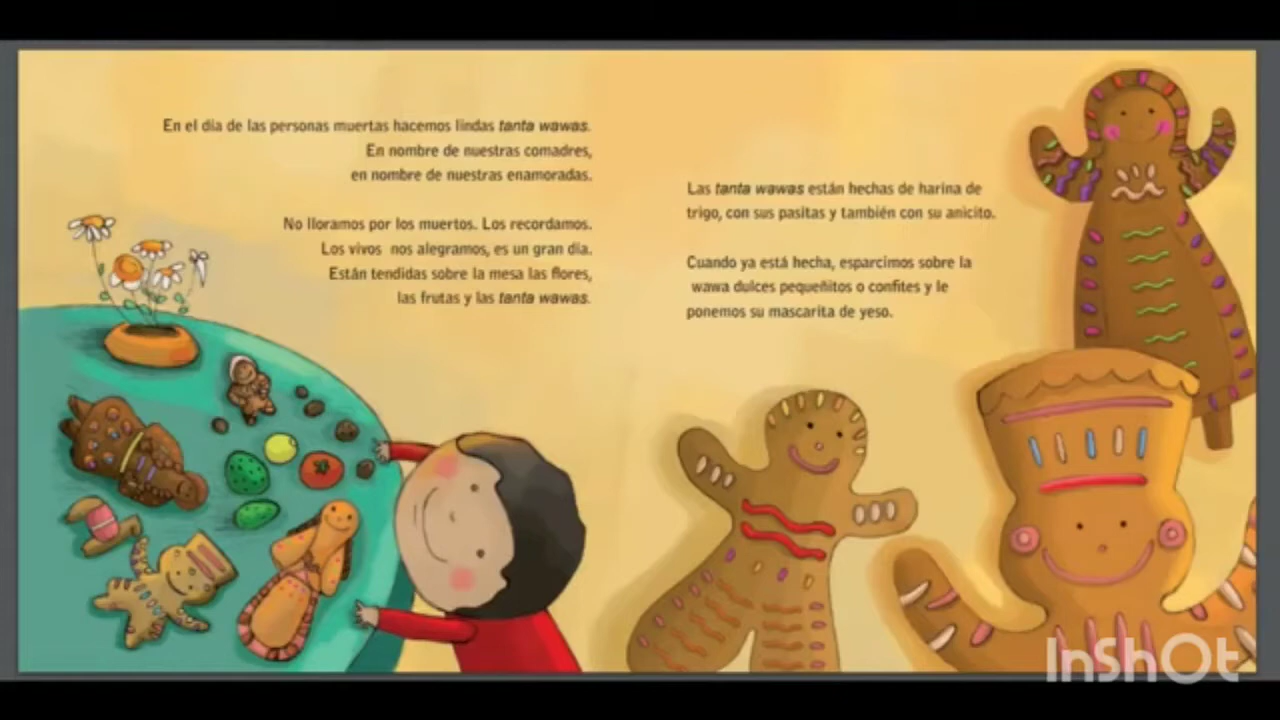 En el día de las personas muertas hacemos lindas tanta wawas.
En nombre de nuestras comadres,
en nombre de nuestras enamoradas.
No lloramos por los muertos. Los recordamos.
Los vivos nos alegramos, es un gran día.
Están tendidas sobre la mesa las flores,
las frutas y las tanta wawas.
Las tanta wawas están hechas de harina de
trigo, con sus pasitas y también con su anicito.
Cuando ya está hecha, esparcimos sobre la
wawa dulces pequeñitos o confites y le
ponemos su mascarita de yeso.
InShOt